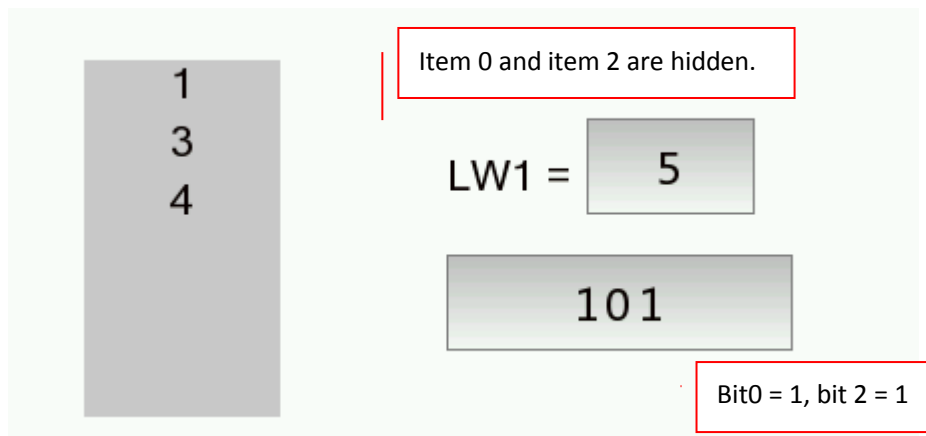 Item 0 and item 2 are hidden.
1
3
4
LW1 = 5
101
Bit0 = 1, bit 2 = 1